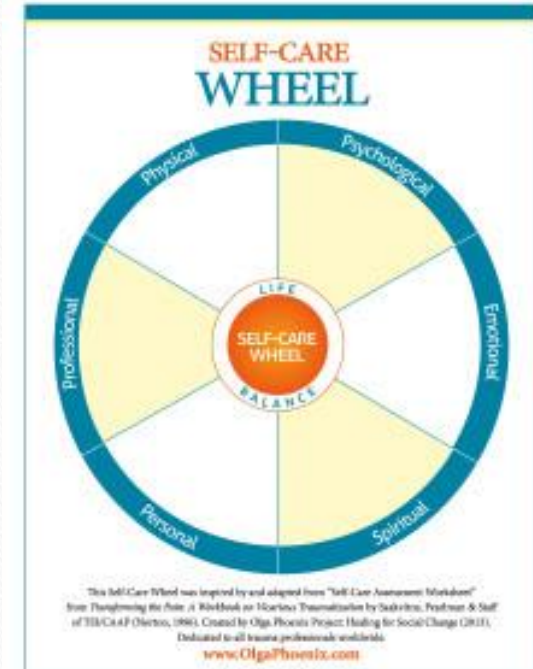 SELF-CARE
WHEEL
Physical
Psychological
Professional
Emotional
Personal
Spiritual
LIFE
SELF-CARE
WHEEL
BALANCE
This Self-Care Wheel was inspired by and adapted from "Self-Care Assessment Worksheet"
from Transforming the Pain: A Workbook on Vicarious Traumatization by Saakvitne, Pearlman & Staff
of TSI/CAAP (Norton, 1996). Created by Olga Phoenix Project: Healing for Social Change (2013).
Dedicated to all trauma professionals worldwide.
www.OlgaPhoenix.com